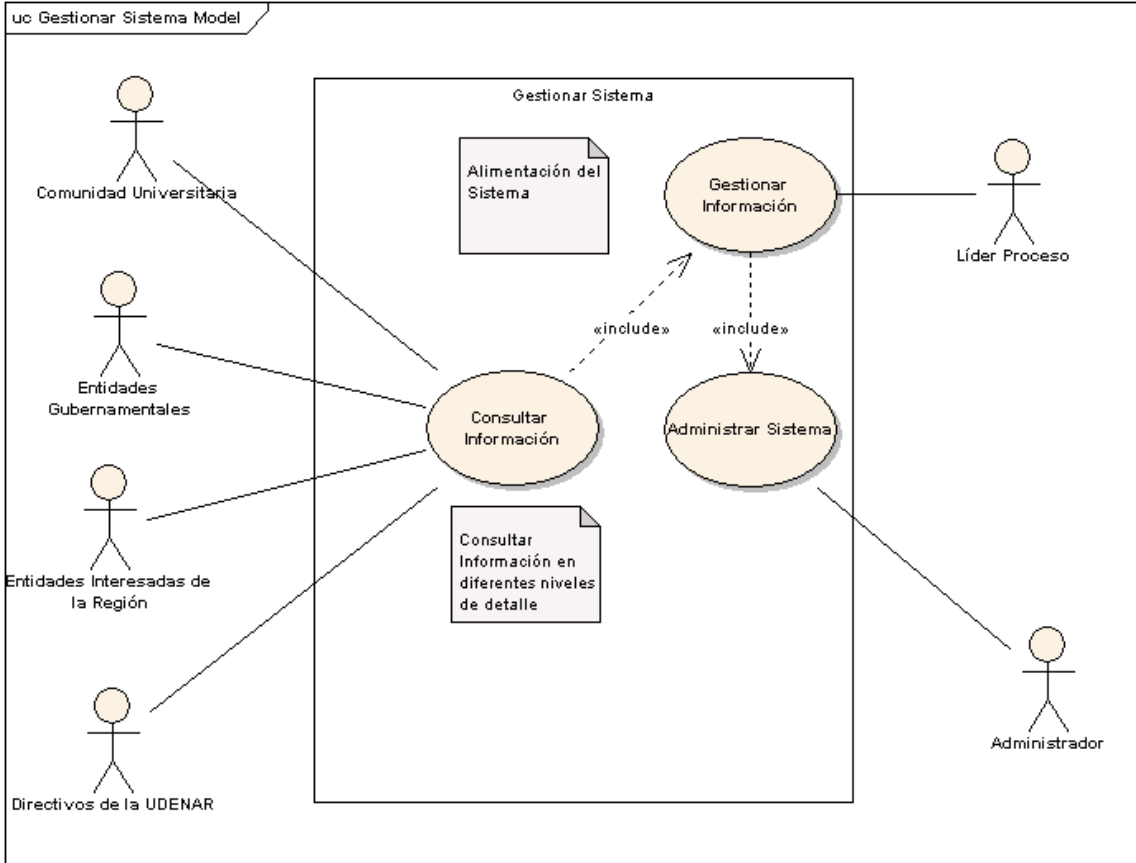 uc Gestionar Sistema Model
Gestionar Sistema
Comunidad Universitaria
Alimentación del
Sistema
Gestionar
Información
Líder Proceso
«include»
«include»
Entidades
Gubernamentales
Consultar
Información
Administrar Sistema
Entidades Interesadas de
la Región
Consultar
Información en
diferentes niveles
de detalle
Administrador
Directivos de la UDENAR